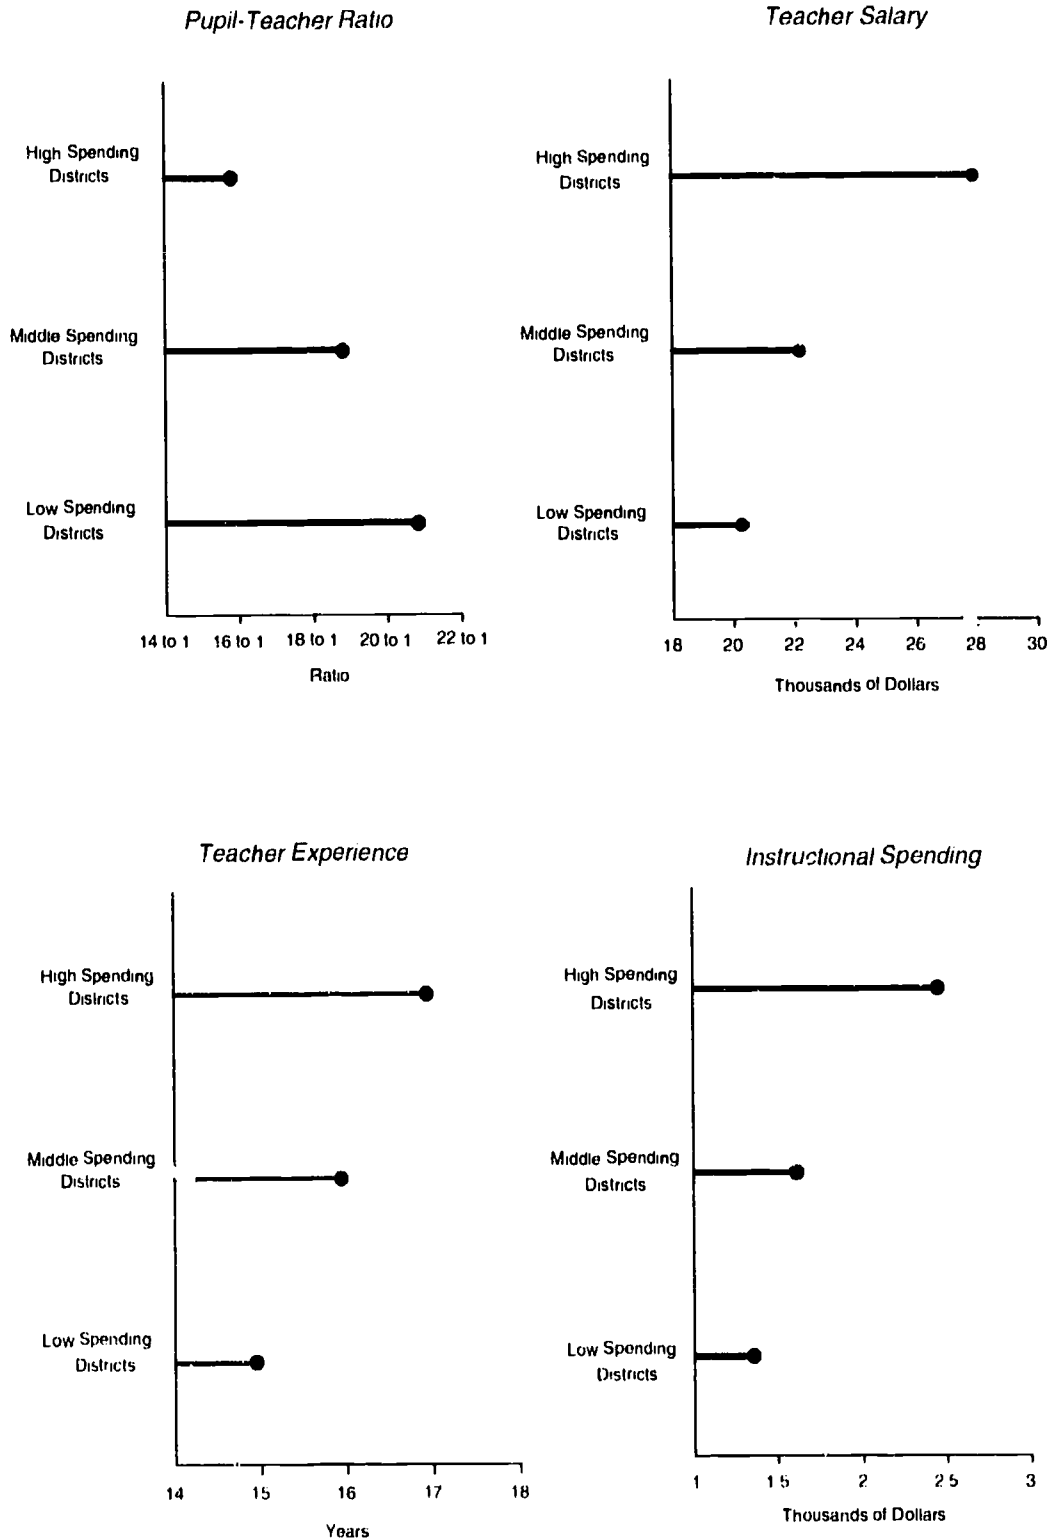 Pupil-Teacher Ratio
High Spending
Districts
Middle Spending
Districts
Low Spending
Districts
14 to 1 16 to 1 18 to 1 20 to 1 22 to 1
Ratio
Teacher Salary
High Spending
Districts
Middle Spending
Districts
Low Spending
Districts
18 20 22 24 26 28 30
Thousands of Dollars
Teacher Experience
High Spending
Districts
Middle Spending
Districts
Low Spending
Districts
14 15 16 17 18
Years
Instructional Spending
High Spending
Districts
Middle Spending
Districts
Low Spending
Districts
1 1 5 2 2 5 3
Thousands of Dollars